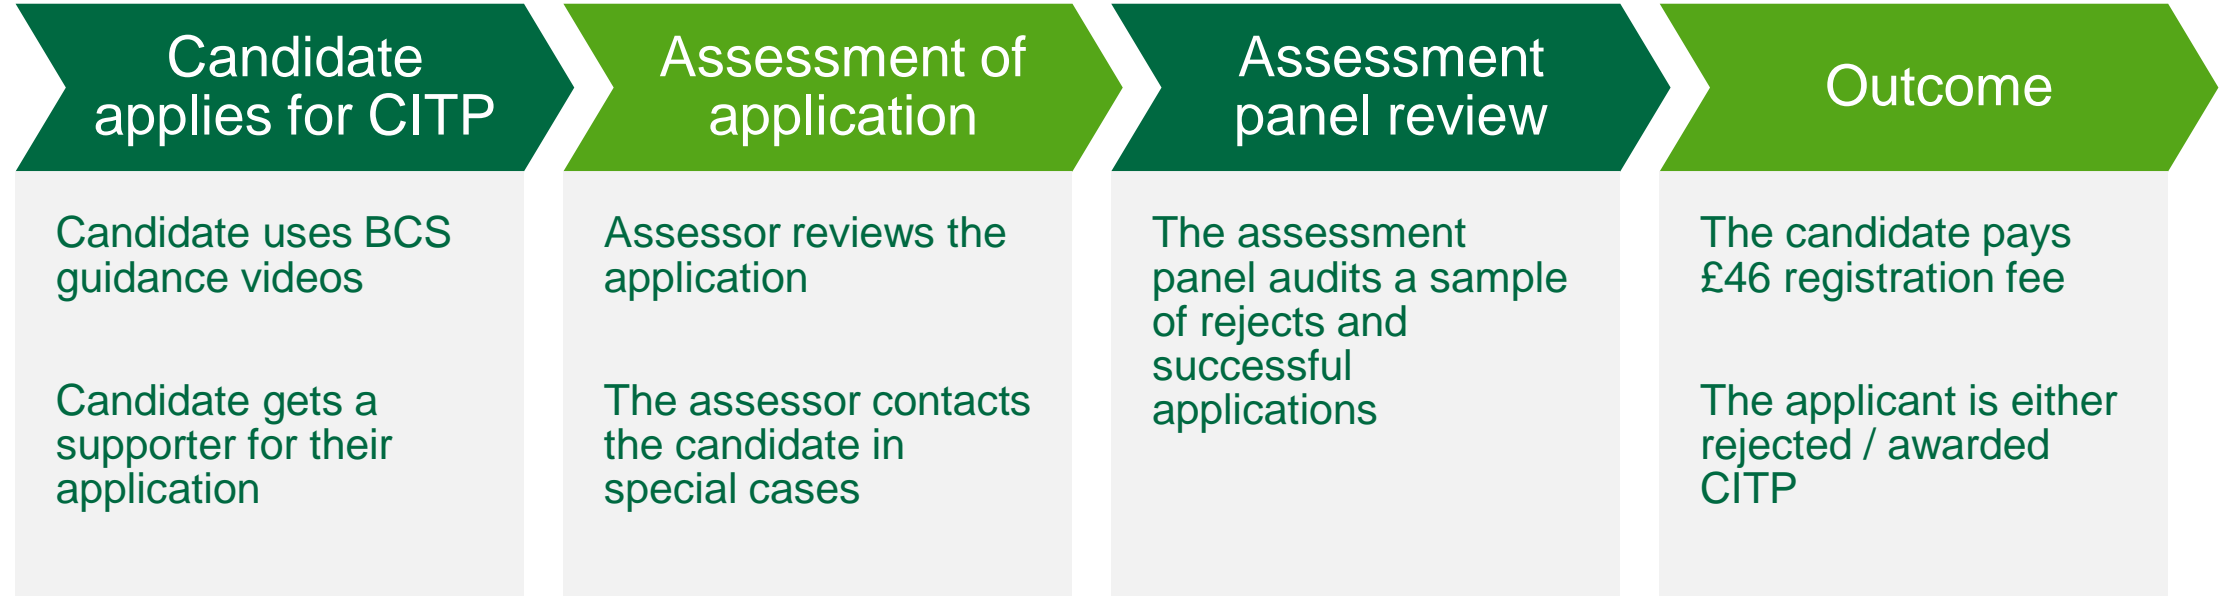 Candidate
applies for CITP
Candidate uses BCS
guidance videos
Candidate gets a
supporter for their
application
Assessment of
application
Assessor reviews the
application
The assessor contacts
the candidate in
special cases
Assessment
panel review
The assessment
panel audits a sample
of rejects and
successful
applications
Outcome
The candidate pays
£46 registration fee
The applicant is either
rejected / awarded
CITP